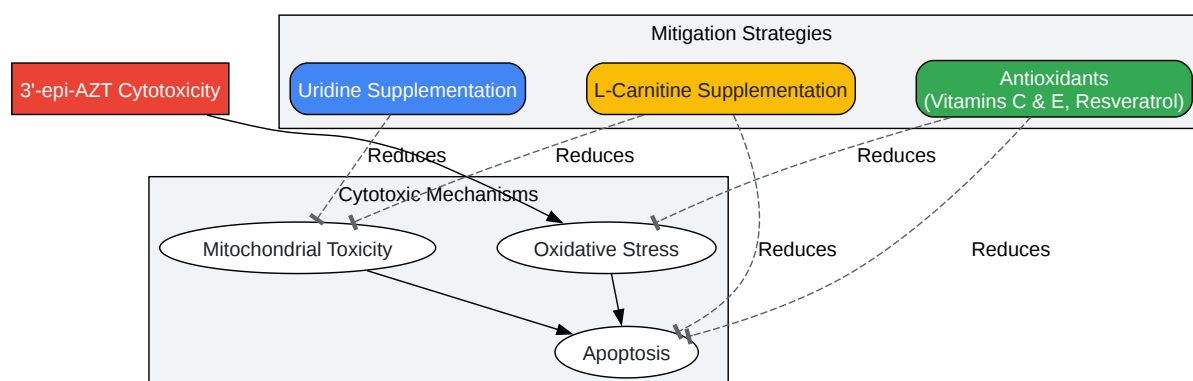 Mitigation Strategies
3'-epi-AZT Cytotoxicity
Uridine Supplementation
L-Carnitine Supplementation
Antioxidants
(Vitamins C & E, Resveratrol)
Reduces
Reduces
Reduces
Cytotoxic Mechanisms
Mitochondrial Toxicity
Oxidative Stress
Reduces
Reduces
Apoptosis